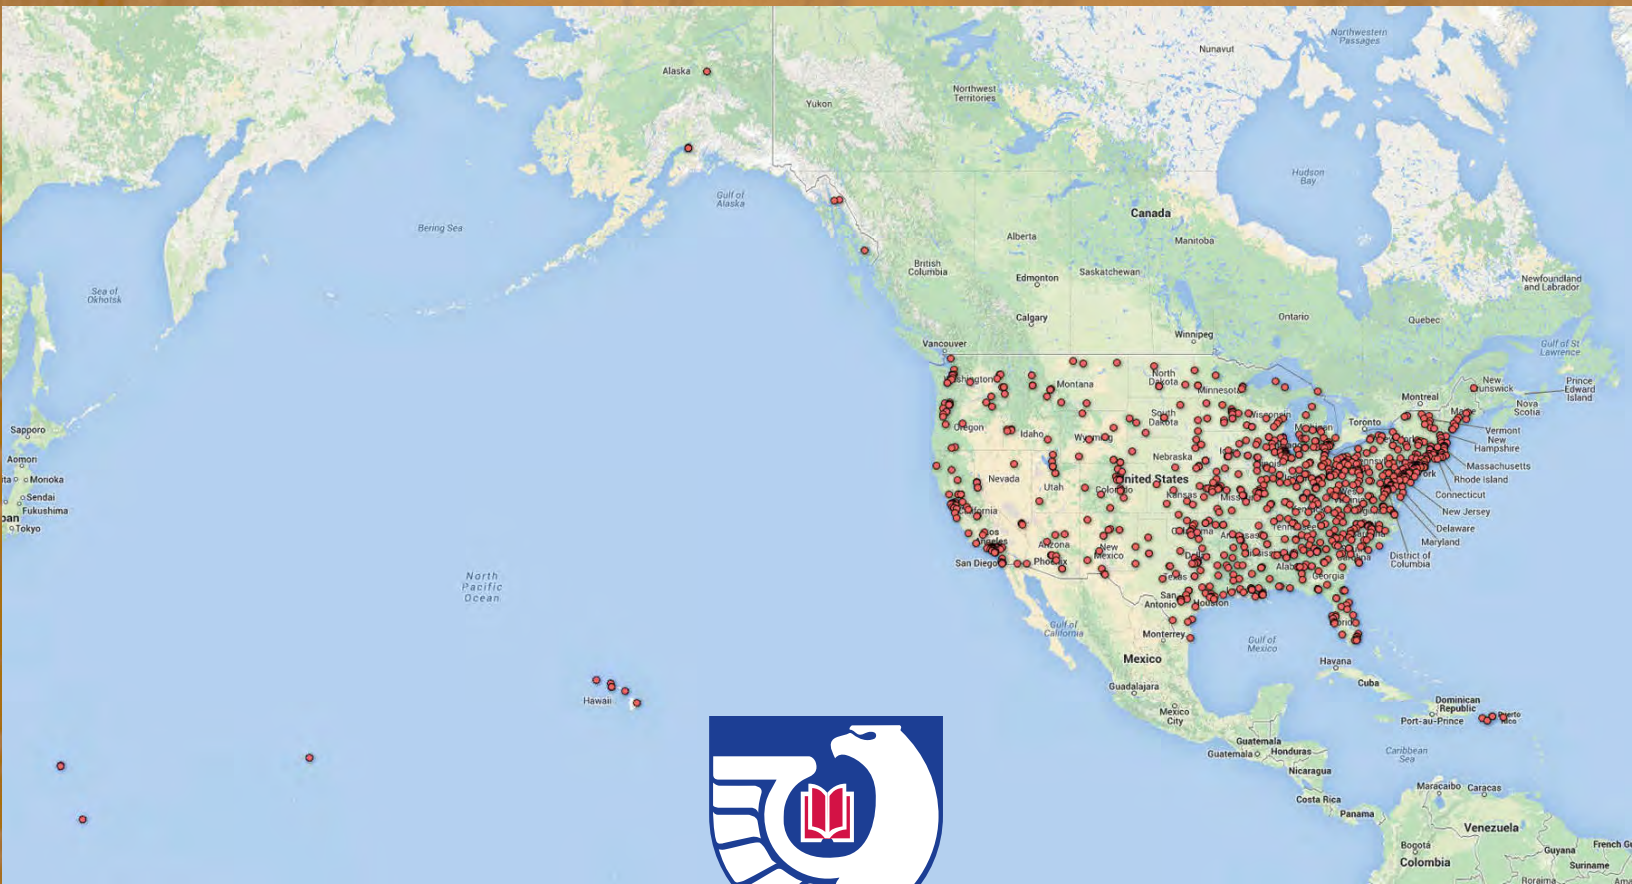 Northwestern
Passages
Nunavut
Alaska
Northwest
Territories
Yukon
Hudson
Bay
Gulf of
Alaska
Canada
Bering Sea
Alberta
Manitoba
British
Columbia
Edmonton
Saskatchewan
Newfoundland
and Labrador
Sea of
Okhotsk
Calgary
Ontario
Quebec
Winnipeg
Vancouver
Gulf of St
Lawrence
North
Dakota
Montana
Minnesota
New
Prince
Edward
Island
Montreal
Nova
Scotia
South
Dakota
Toronto
Oregon
Idaho
Vermont
New
Hampshire
Sapporo
Aomori
Nebraska
Massachusetts
Morioka
Nevada
United States
Rhode Island
Utah
Sendai
Fukushima
Kansas
Connecticut
New Jersey
Tokyo
Delaware
Maryland
Arizona
New
Mexico
District of
Columbia
San Diego
Georgia
North
Pacific
Ocean
Texas
San
Antonio
Houston
Gulf of
California
Monterrey
Gulf of
Mexico
Mexico
Havana
Cuba
Guadalajara
Hawaii
Dominican
Republic
Mexico
City
Port-au-Prince
Puerto
Rico
Guatemala
Guatemala
Honduras
Caribbean
Sea
Nicaragua
Maracaibo
Caracas
Costa Rica
Panama
Venezuela
Bogotá
Guyana
Colombia
Suriname
Roraima